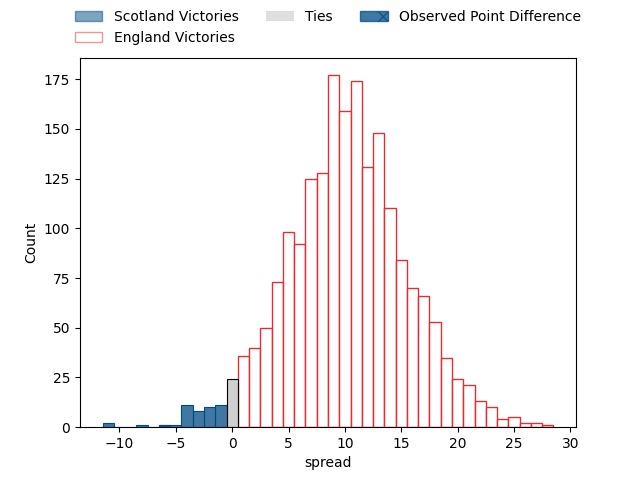 Scotland Victories
England Victories
Ties
Observed Point Difference
Count
175
150
125
100
75
50
25
0
−10
−5
0
5
10
15
20
25
30
spread